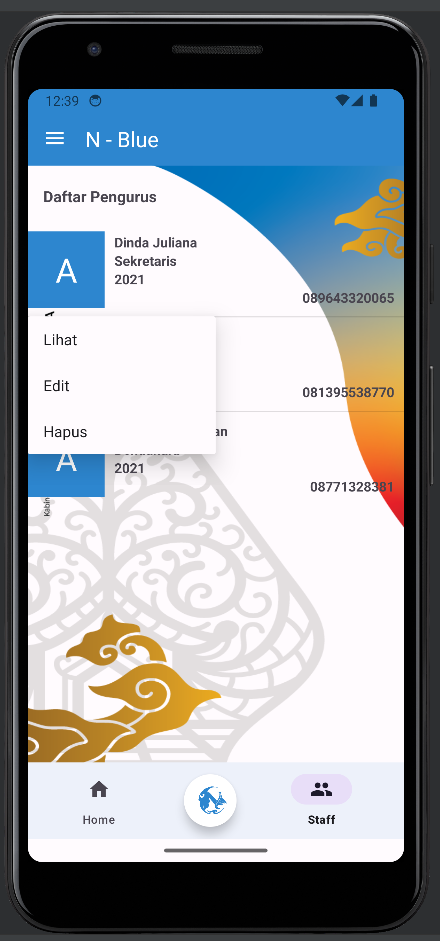 12:39
N - Blue
Daftar Pengurus
A
Dinda Juliana
Sekretaris
2021
089643320065
Lihat
Edit
Hapus
081395538770
an
A
2021
08771328381
Kabin
Home
Staff